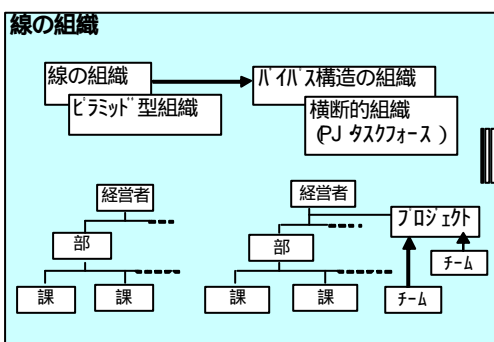 線の組織
線の組織
ﾋﾟﾗﾐｯﾄﾞ型組織
ﾊﾞｲﾊﾟｽ構造の組織
横断的組織
(PJ ﾀｽｸﾌｫｰｽ )
経営者
部
課
課
経営者
部
課
課
ﾌﾟﾛｼﾞｪｸﾄ
ﾁｰﾑ
ﾁｰﾑ